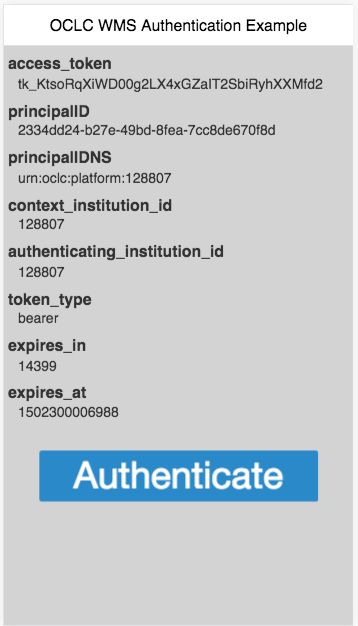 OCLC WMS Authentication Example
access_token
tk_KtsoRqXiWD00g2LX4xGZaIT2SbiRyhXXMfd2
principalID
2334dd24-b27e-49bd-8fea-7cc8de670f8d
principalIDNS
urn:oclc:platform:128807
context_institution_id
128807
authenticating_institution_id
128807
token_type
bearer
expires_in
14399
expires_at
1502300006988
Authenticate